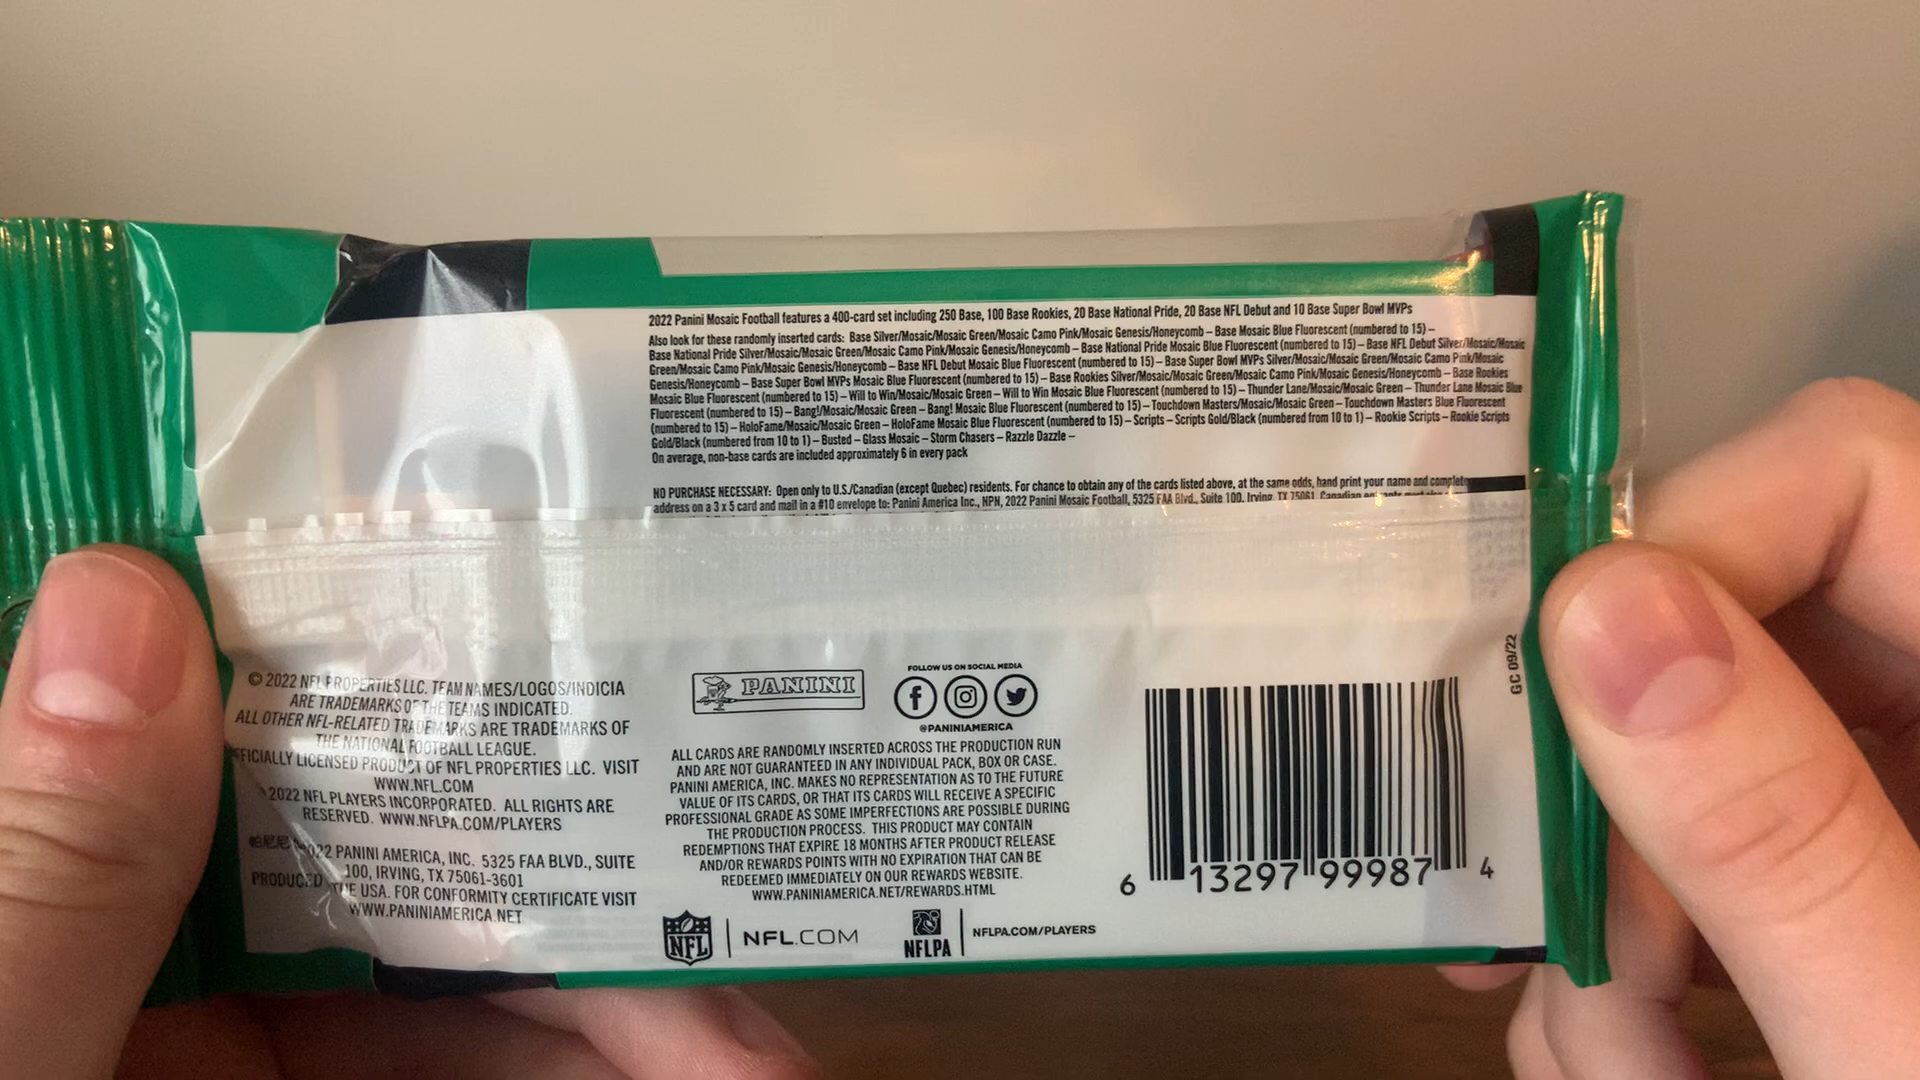 2022 Panini Mosaic Football features a 400-card set including 250 Base, 100 Rookies, 20 Base National Pride, 20 Base NFL Debut and 10 Base Super Bowl MVPs
Also look for these randomly inserted cards: Base Silver/Mosaic/Mosaic Green/Mosaic Camo Pink/Mosaic Genesis/Honeycomb – Base Mosaic Blue Fluorescent (numbered to 15) –
Base National Pride Silver/Mosaic/Mosaic Green/Mosaic Camo Pink/Mosaic Genesis/Honeycomb – Base National Pride Mosaic Blue Fluorescent (numbered to 15) – Base NFL Debut Silver/Mosaic/Mosaic
Green/Mosaic Camo Pink/Mosaic Genesis/Honeycomb – Base NFL Debut Mosaic Blue Fluorescent (numbered to 15) – Base Super Bowl MVPs Silver/Mosaic/Mosaic Green/Mosaic Camo Pink/Mosaic
Genesis/Honeycomb – Base Super Bowl MVPs Mosaic Blue Fluorescent (numbered to 15) – Base Rookies Silver/Mosaic/Mosaic Green/Mosaic Camo Pink/Mosaic Genesis/Honeycomb – Base Rookies
Mosaic Blue Fluorescent (numbered to 15) – Will to Win/Mosaic/Mosaic Green – Will to Win Mosaic Blue Fluorescent (numbered to 15) – Thunder Lane/Mosaic/Mosaic Green – Thunder Lane Mosaic Blue
Fluorescent (numbered to 15) – Bang!/Mosaic/Mosaic Green – Bang! Mosaic Blue Fluorescent (numbered to 15) – Touchdown Masters/Mosaic/Mosaic Green – Touchdown Masters Blue Fluorescent
(numbered to 15) – HoloFame/Mosaic/Mosaic Green – HoloFame Mosaic Blue Fluorescent (numbered to 15) – Scripts – Scripts Gold/Black (numbered from 10 to 1) – Rookie Scripts – Rookie Scripts
Gold/Black (numbered from 10 to 1) – Busted – Glass Mosaic – Storm Chasers – Razzle Dazzle –
On average, non-base cards are included approximately 6 in every pack
NO PURCHASE NECESSARY: Open only to U.S./Canadian (except Quebec) residents. For chance to obtain any of the cards listed above, at the same odds, hand print your name and complete
address on a 3 x 5 card and mail in a #10 envelope to: Panini America Inc., NPN, 2022 Panini Mosaic Football, 5325 FAA Blvd., Suite 100, Irving, TX 75061. Canadian
© 2022 NFL PROPERTIES LLC. TEAM NAMES/LOGOS/INDICIA
ARE TRADEMARKS OF THE TEAMS INDICATED.
ALL OTHER NFL-RELATED TRADEMARKS ARE TRADEMARKS OF
THE NATIONAL FOOTBALL LEAGUE.
FICIALLY LICENSED PRODUCT OF NFL PROPERTIES LLC. VISIT
WWW.NFL.COM
2022 NFL PLAYERS INCORPORATED. ALL RIGHTS ARE
RESERVED. WWW.NFLPA.COM/PLAYERS
022 PANINI AMERICA, INC. 5325 FAA BLVD., SUITE
100, IRVING, TX 75061-3601
PRODUCED THE USA. FOR CONFORMITY CERTIFICATE VISIT
WWW.PANINIAMERICA.NET
PANINI
FOLLOW US ON SOCIAL MEDIA
@PANINIAMERICA
ALL CARDS ARE RANDOMLY INSERTED ACROSS THE PRODUCTION RUN
AND ARE NOT GUARANTEED IN ANY INDIVIDUAL PACK, BOX OR CASE.
PANINI AMERICA, INC. MAKES NO REPRESENTATION AS TO THE FUTURE
VALUE OF ITS CARDS, OR THAT ITS CARDS WILL RECEIVE A SPECIFIC
PROFESSIONAL GRADE AS SOME IMPERFECTIONS ARE POSSIBLE DURING
THE PRODUCTION PROCESS. THIS PRODUCT MAY CONTAIN
REDEMPTIONS THAT EXPIRE 18 MONTHS AFTER PRODUCT RELEASE
AND/OR REWARDS POINTS WITH NO EXPIRATION THAT CAN BE
REDEEMED IMMEDIATELY ON OUR REWARDS WEBSITE.
WWW.PANINIAMERICA.NET/REWARDS.HTML
NFL
NFL.COM
NFLPA
NFLPA.COM/PLAYERS
6 13297 99987 4
GC 09/22